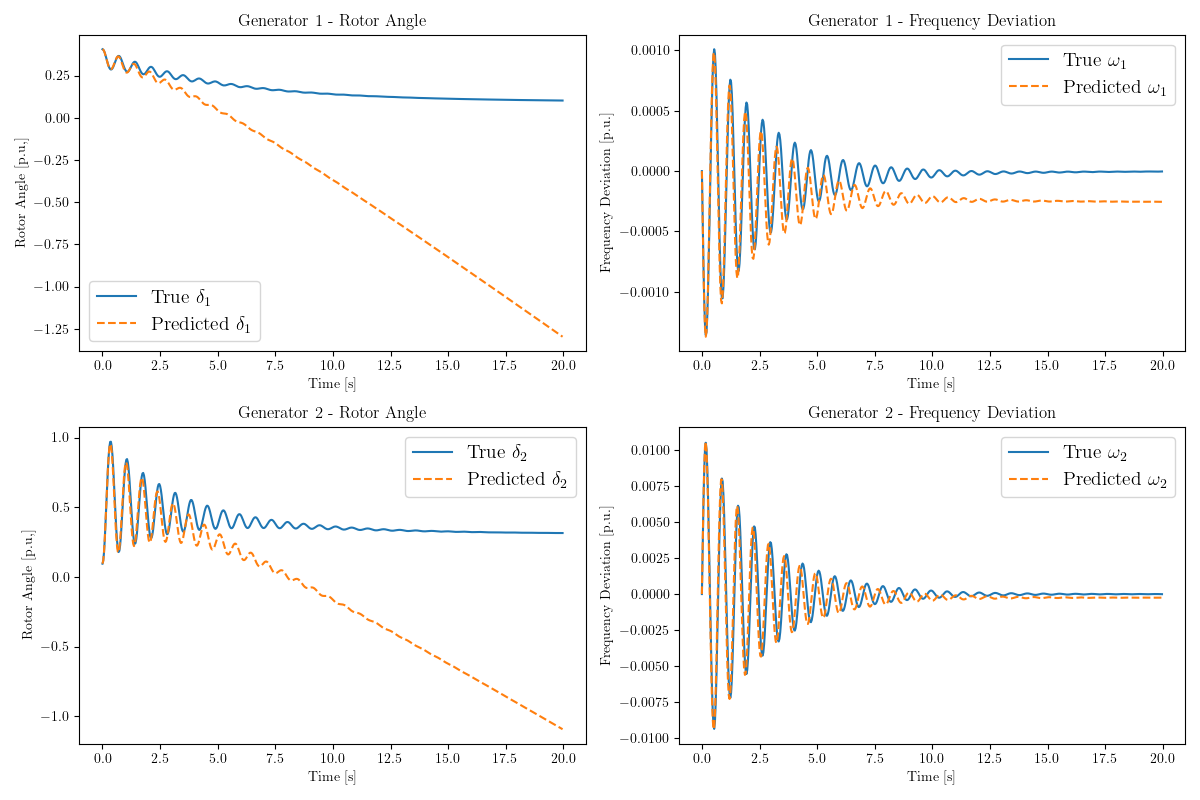 Generator 1 - Rotor Angle
Rotor Angle [p.u,]
0.25
0.00
−0.25
−0.50
−0.75
−1.00
−1.25
True δ₁
Predicted δ₁
0.0 2.5 5.0 7.5 10.0 12.5 15.0 17.5 20.0
Time [s]
Generator 1 - Frequency Deviation
Frequency Deviation [p.u.]
0.0010
0.0005
0.0000
−0.0005
−0.0010
True ω₁
Predicted ω₁
0.0 2.5 5.0 7.5 10.0 12.5 15.0 17.5 20.0
Time [s]
Generator 2 - Rotor Angle
Rotor Angle [p.u,]
1.0
0.5
0.0
−0.5
−1.0
True δ₂
Predicted δ₂
0.0 2.5 5.0 7.5 10.0 12.5 15.0 17.5 20.0
Time [s]
Generator 2 - Frequency Deviation
Frequency Deviation [p.u.]
0.0100
0.0075
0.0050
0.0025
0.0000
−0.0025
−0.0050
−0.0075
−0.0100
True ω₂
Predicted ω₂
0.0 2.5 5.0 7.5 10.0 12.5 15.0 17.5 20.0
Time [s]